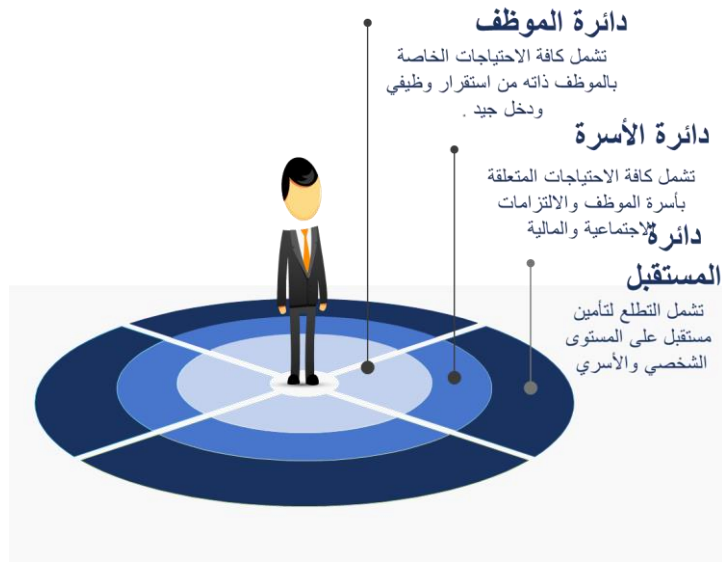 دائرة الموظف
تشمل كافة الاحتياجات الخاصة
بالموظف ذاته من استقرار وظيفي
ودخل جيد .
دائرة الأسرة
تشمل كافة الاحتياجات المتعلقة
بأسرة الموظف والالتزامات
الاجتماعية والمالية
دائرة
المستقبل
تشمل التطلع لتأمين
مستقبل على المستوى
الشخصي والأسري